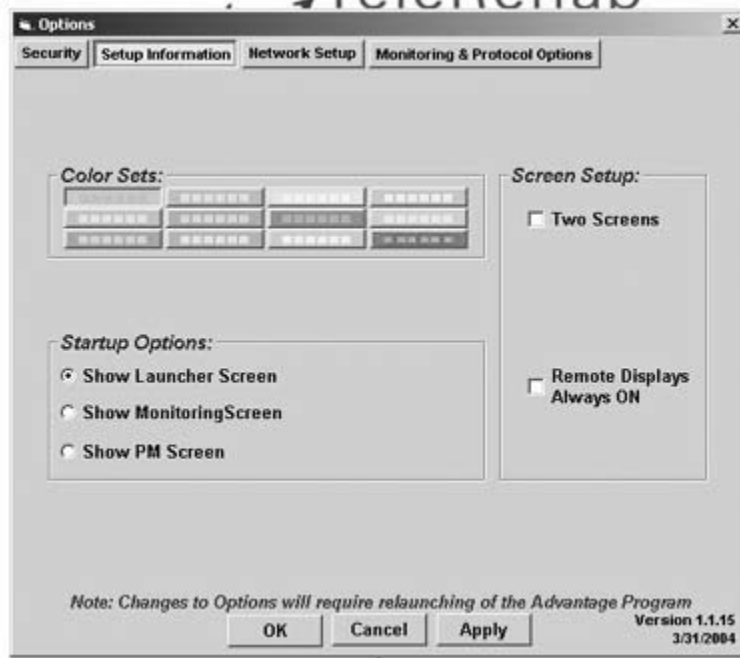 TeleRehab
Options
Security Setup Information Network Setup Monitoring & Protocol Options
Color Sets:
Screen Setup:
Two Screens
Startup Options:
Show Launcher Screen
Show MonitoringScreen
Show PM Screen
Remote Displays
Always ON
Note: Changes to Options will require relaunching of the Advantage Program
OK Cancel Apply
Version 1.1.15
3/31/2004